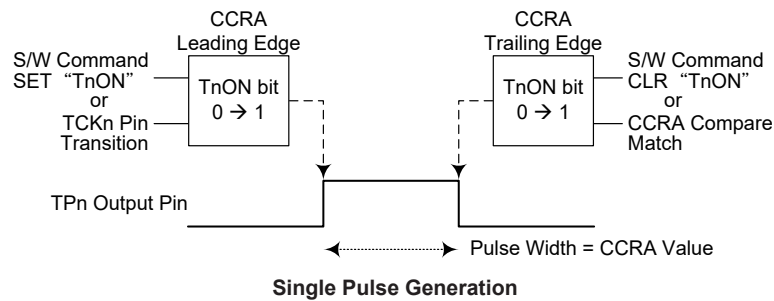 CCRA
Leading Edge
S/W Command
SET “TnON”
or
TCKn Pin
Transition
TnON bit
0 → 1
CCRA
Trailing Edge
TnON bit
0 → 1
S/W Command
CLR “TnON”
or
CCRA Compare
Match
TPn Output Pin
Pulse Width = CCRA Value
Single Pulse Generation